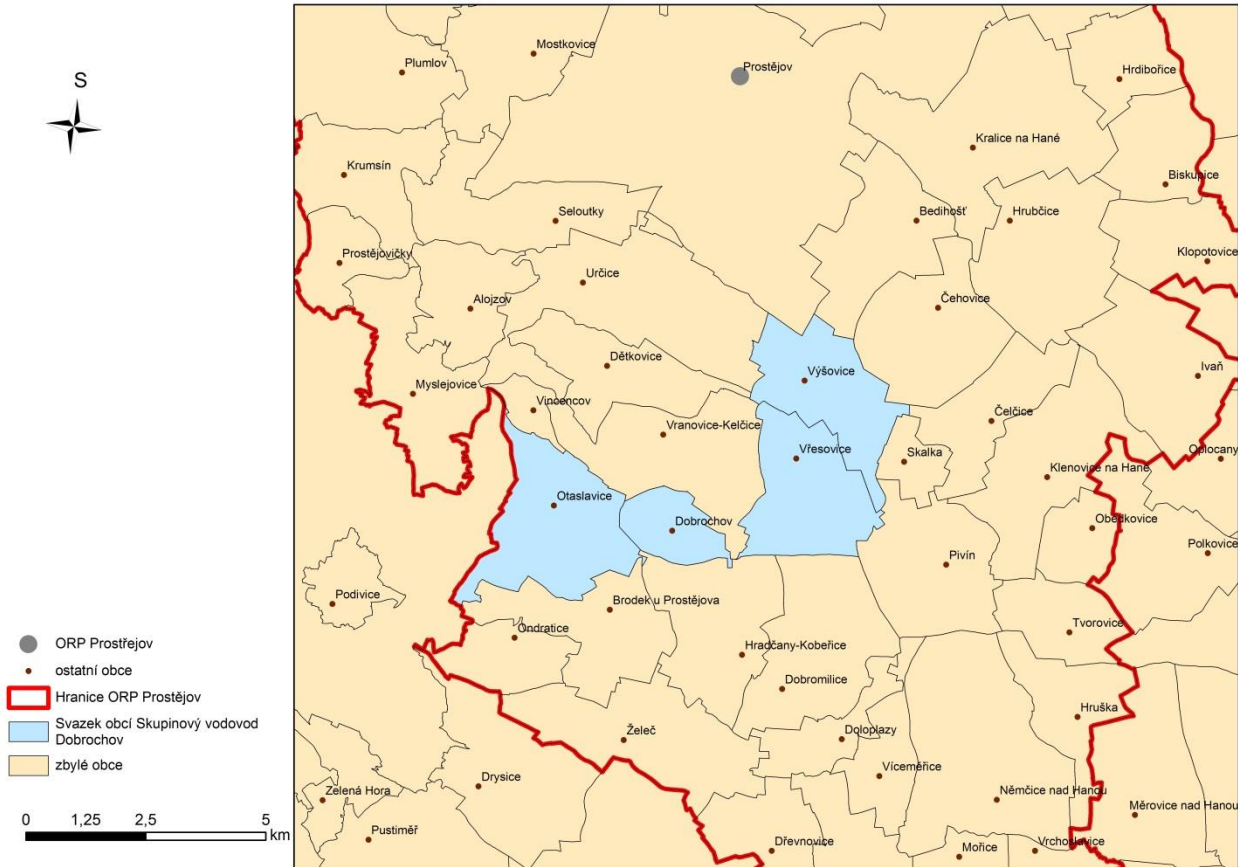 S
ORP Prostřejov
ostatní obce
Hranice ORP Prostějov
Svazek obcí Skupinový vodovod
Dobrochov
zbylé obce
0 1,25 2,5 5
km
Mostkovice
Plumlov
Prostějov
Hrdibořice
Kralice na Hané
Krumsín
Biskupice
Seloutky
Bedihošť
Hrubčice
Prostějovičky
Klopotovice
Určice
Alojzov
Čehovice
Dětkovice
Výšovice
Ivaň
Myslejovice
Vincencov
Čelčice
Vranovice-Kelčice
Vřesovice
Skalka
Oplocany
Klenovice na Hané
Otaslavice
Dobrochov
Obědkovice
Polkovice
Pivín
Podivice
Brodek u Prostějova
Tvorovice
Ondratice
Hradčany-Kobeřice
Dobromilice
Hruška
Želeč
Doloplazy
Víceměřice
Drysice
Zelená Hora
Němčice nad Hanou
Měrovice nad Hanou
Pustiměř
Dřevnovice
Mořice
Vrchoslavice